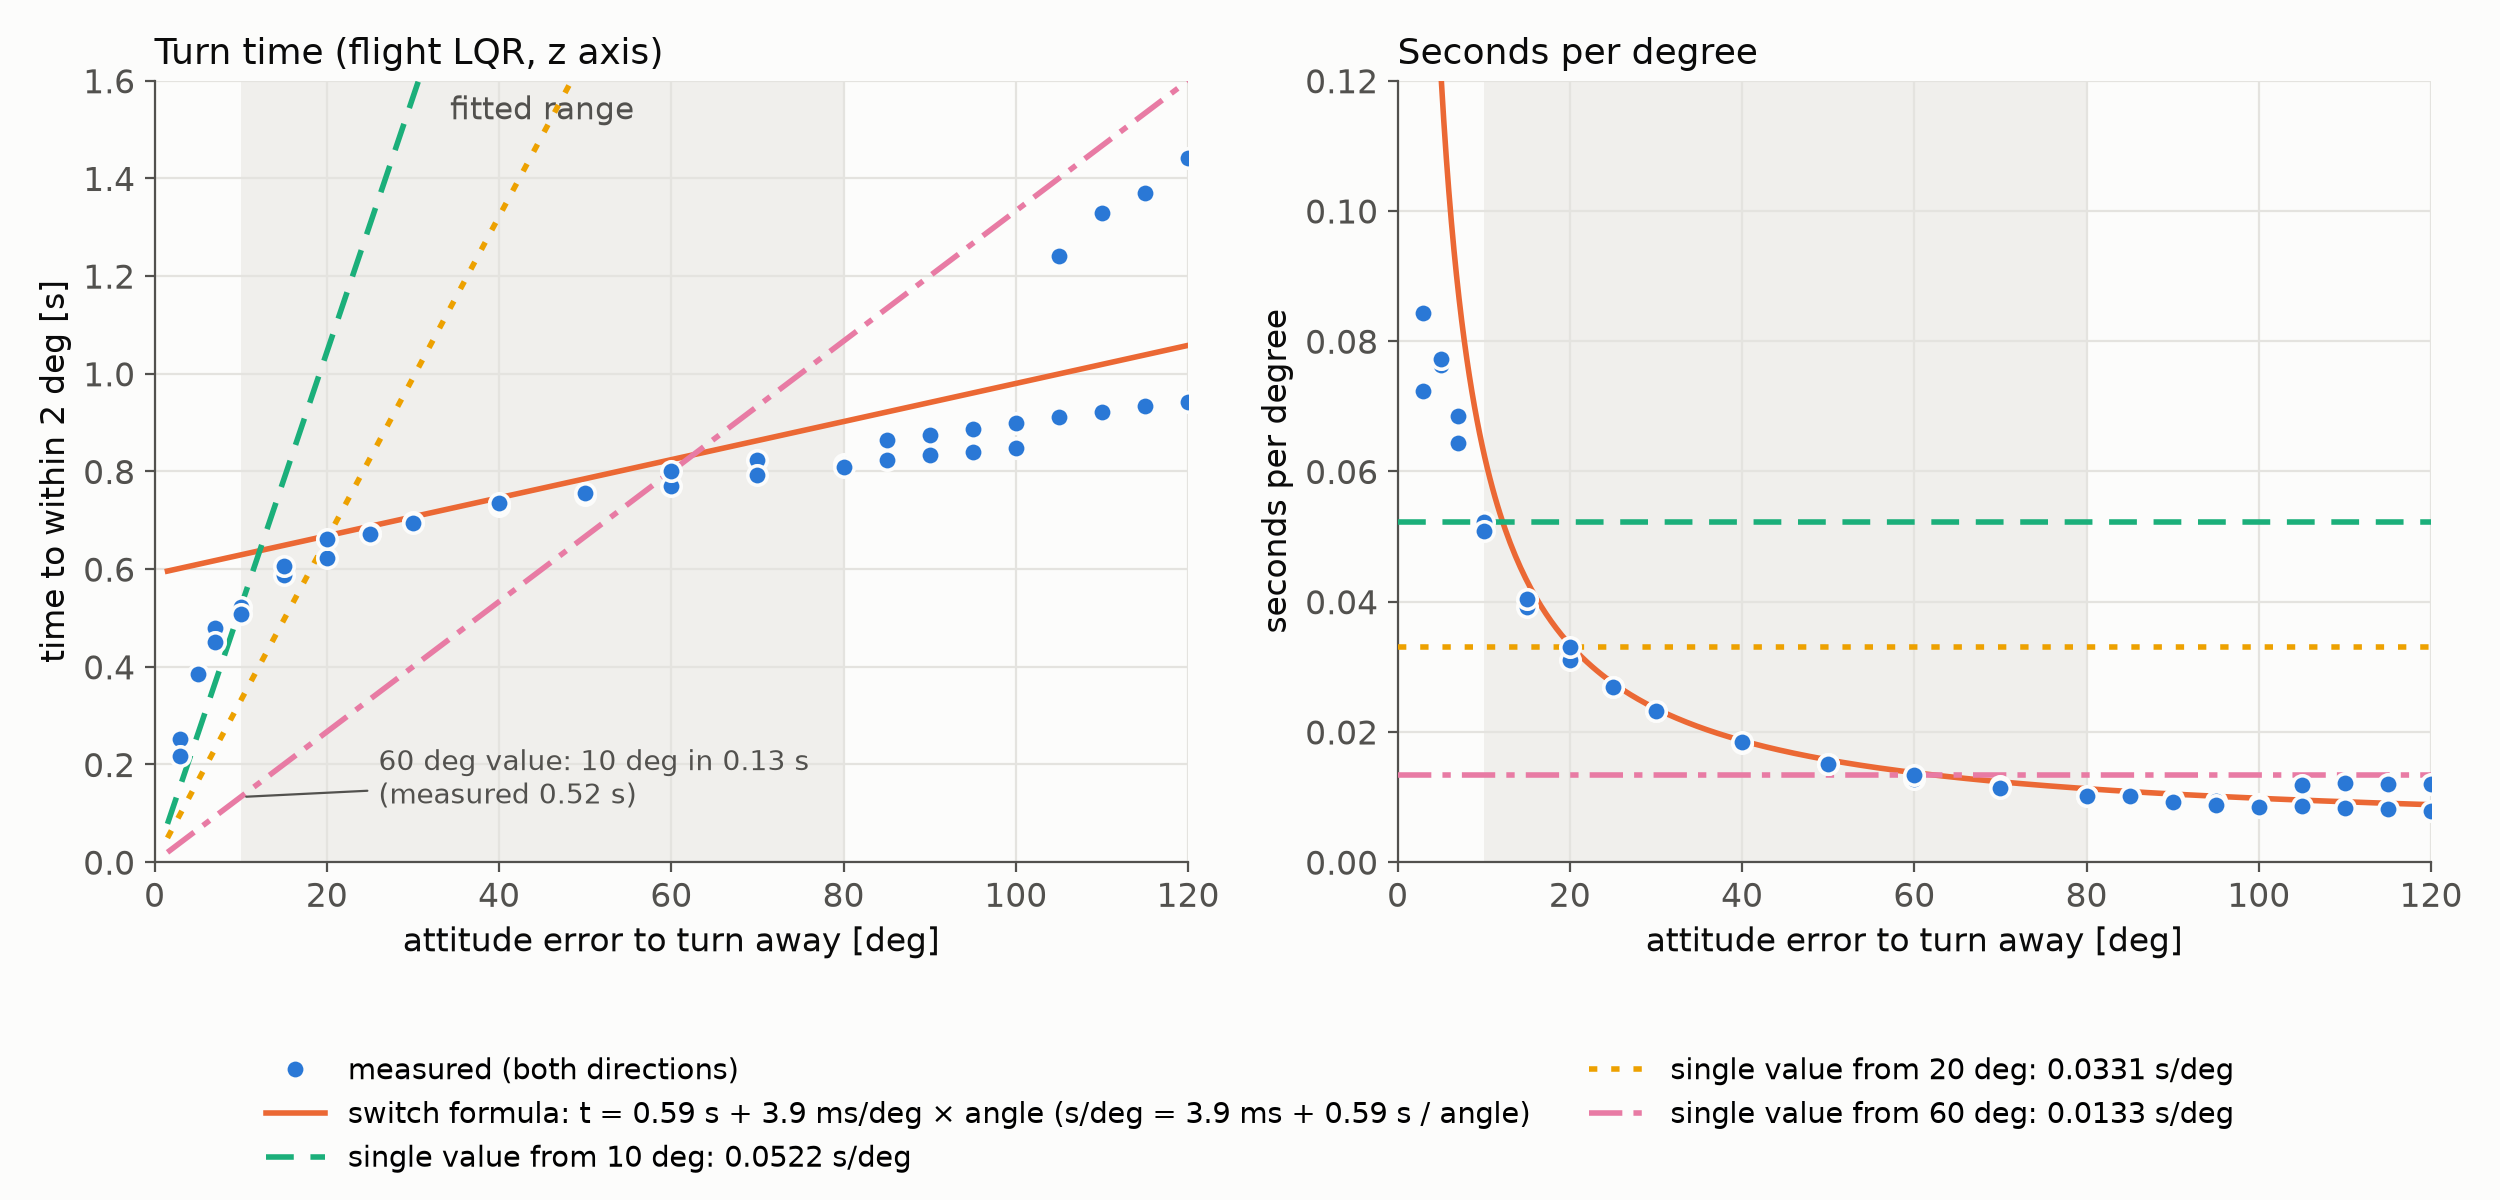 Turn time (flight LQR, z axis)
1.6
1.4
1.2
1.0
0.8
0.6
0.4
0.2
0.0
time to within 2 deg [s]
fitted range
60 deg value: 10 deg in 0.13 s
(measured 0.52 s)
0 20 40 60 80 100 120
attitude error to turn away [deg]
Seconds per degree
0.12
0.10
0.08
0.06
0.04
0.02
0.00
seconds per degree
0 20 40 60 80 100 120
attitude error to turn away [deg]
measured (both directions)
switch formula: t = 0.59 s + 3.9 ms/deg × angle (s/deg = 3.9 ms + 0.59 s / angle)
single value from 10 deg: 0.0522 s/deg
single value from 20 deg: 0.0331 s/deg
single value from 60 deg: 0.0133 s/deg